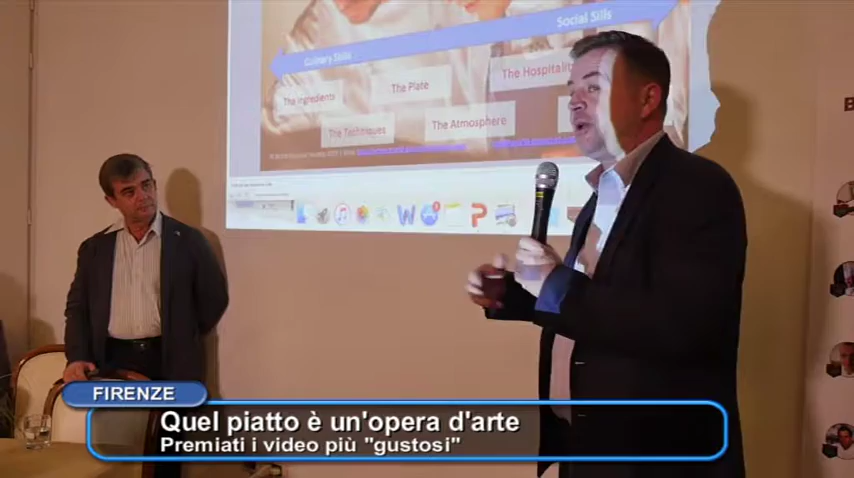 Social Sills
Culinary Skills
The Hospitality
The Plate
The Ingredients
The Atmosphere
The Techniques
FIRENZE
Quel piatto è un'opera d'arte
Premiati i video più "gustosi"